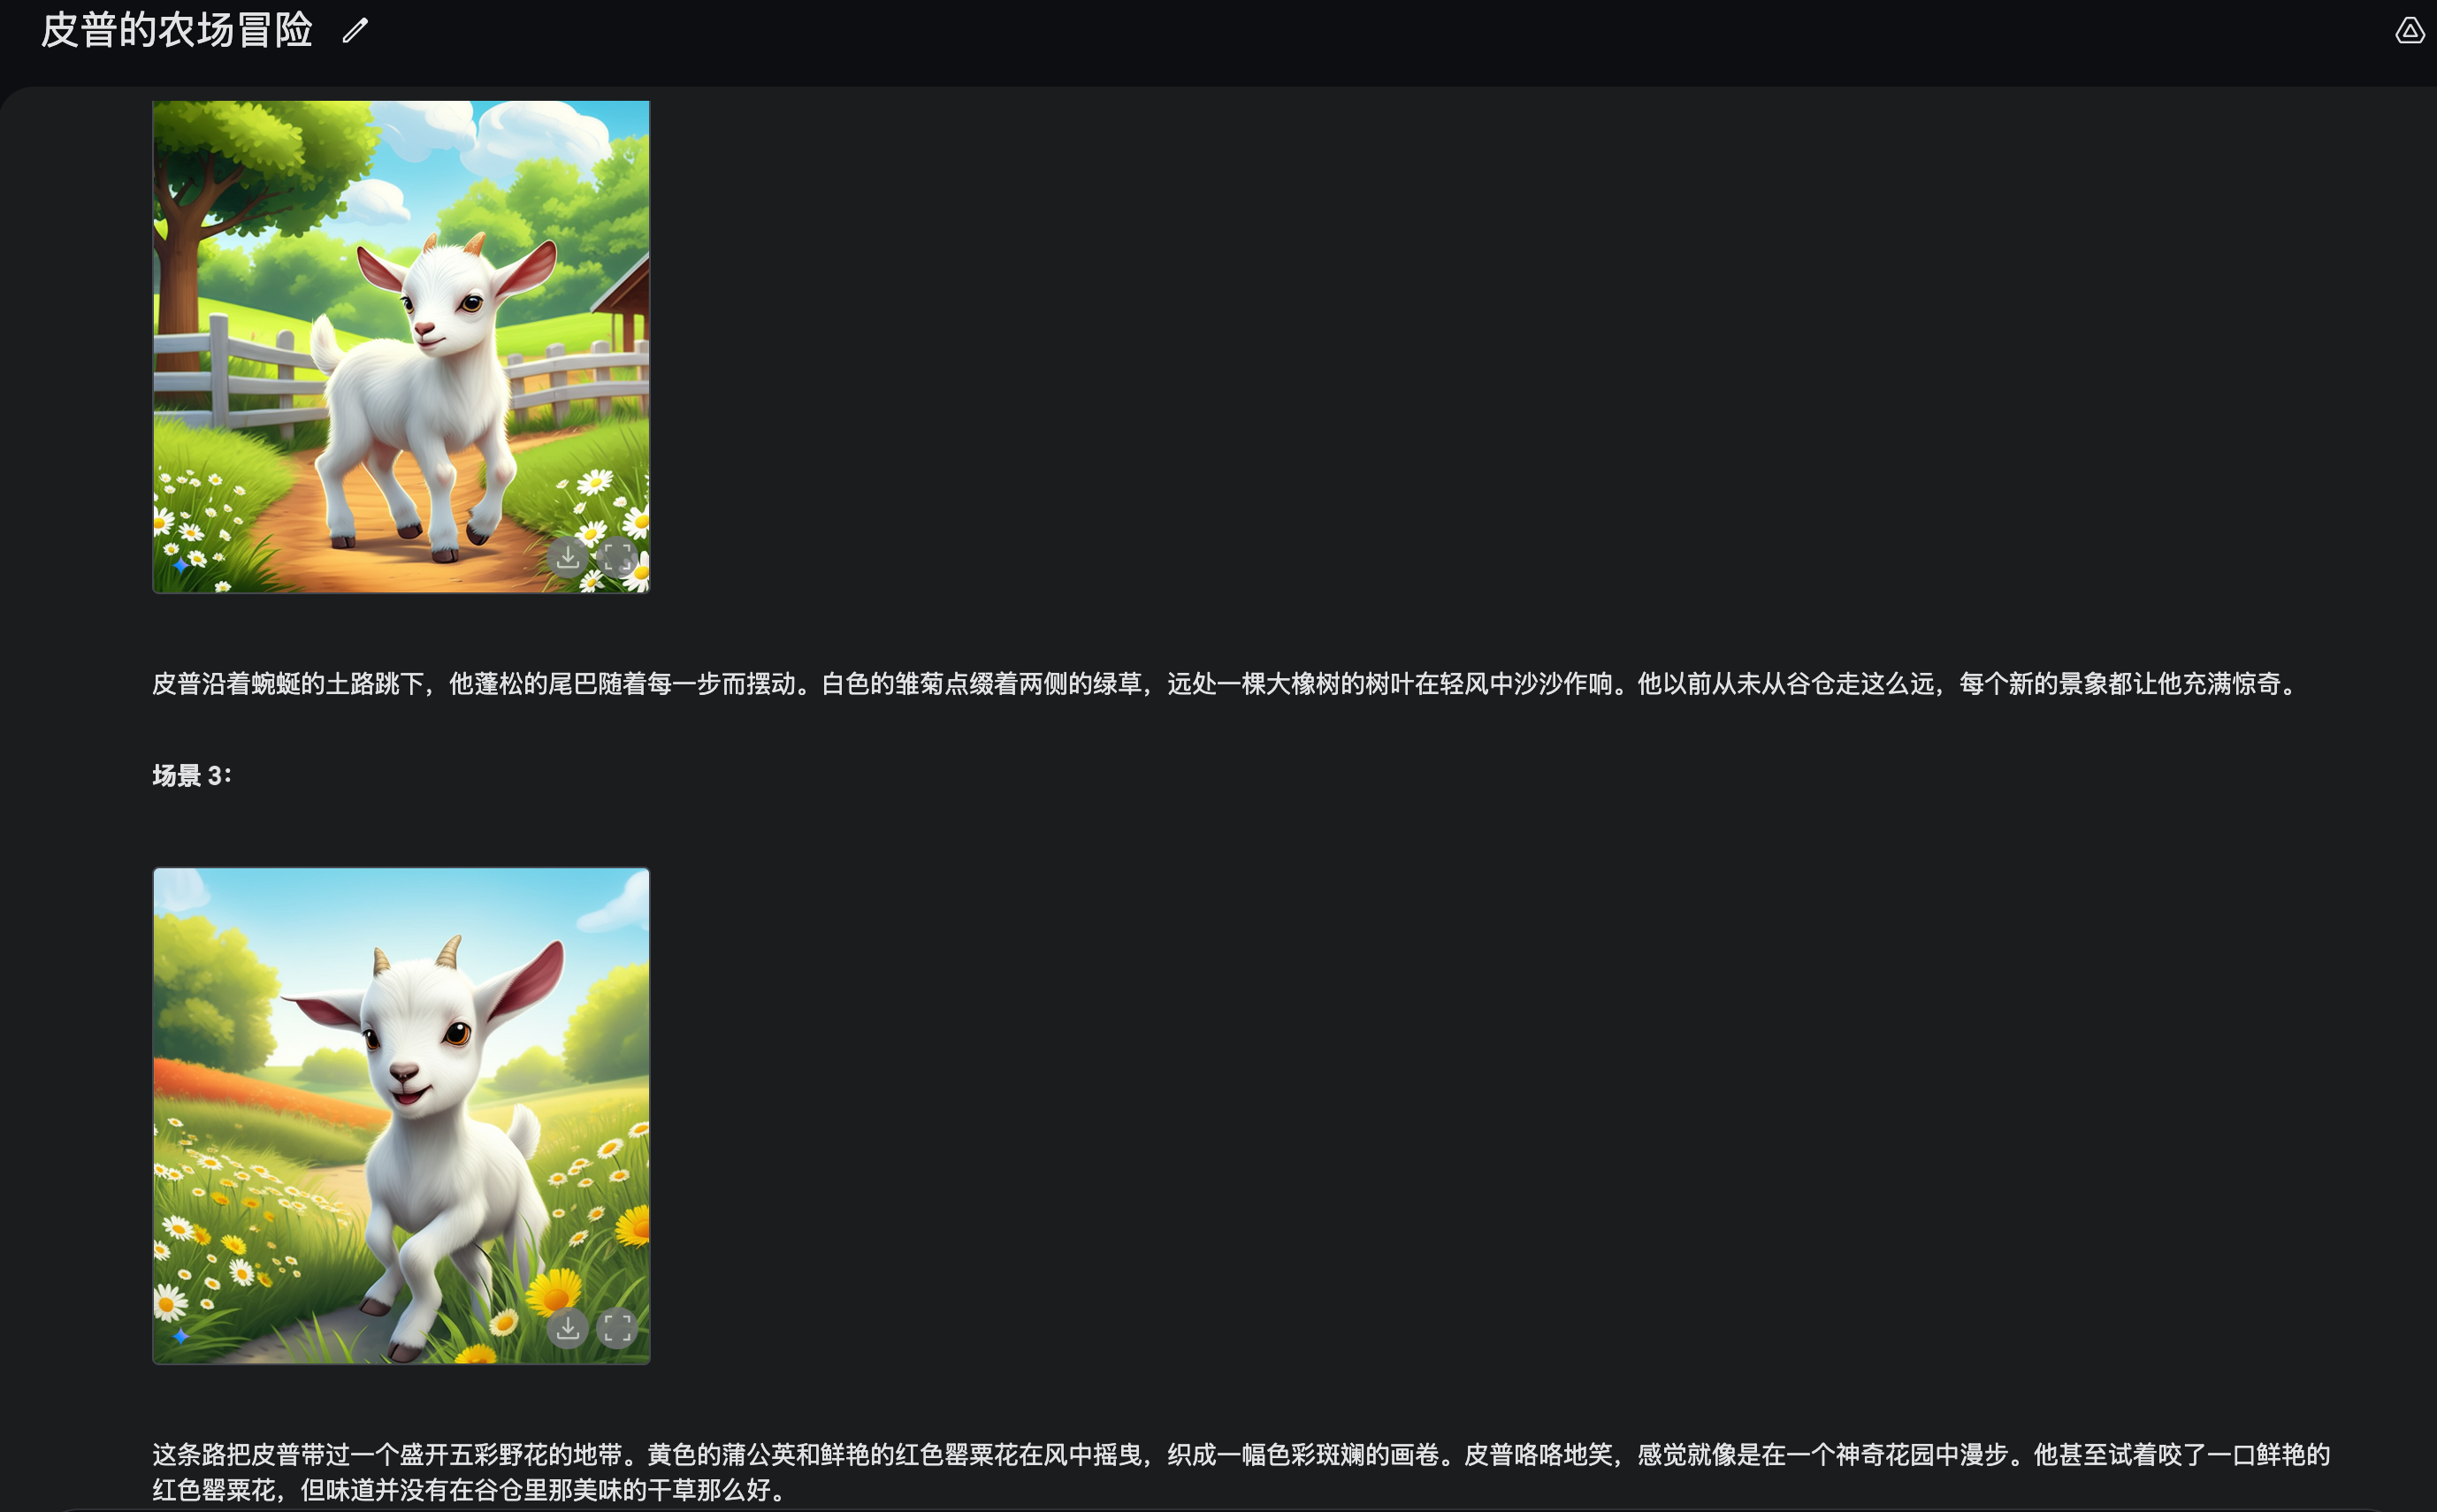 皮普的农场冒险
皮普沿着蜿蜒的土路跳下，他蓬松的尾巴随着每一步而摆动。白色的雏菊点缀着两侧的绿草，远处一棵大橡树的树叶在轻风中沙沙作响。他以前从未从谷仓走这么远，每个新的景象都让他充满惊奇。
场景 3：
这条路把皮普带过一个盛开五彩野花的地带。黄色的蒲公英和鲜艳的红色罂粟花在风中摇曳，织成一幅色彩斑斓的画卷。皮普咯咯地笑，感觉就像是在一个神奇花园中漫步。他甚至试着咬了一口鲜艳的
红色罂粟花，但味道并没有在谷仓里那美味的干草那么好。